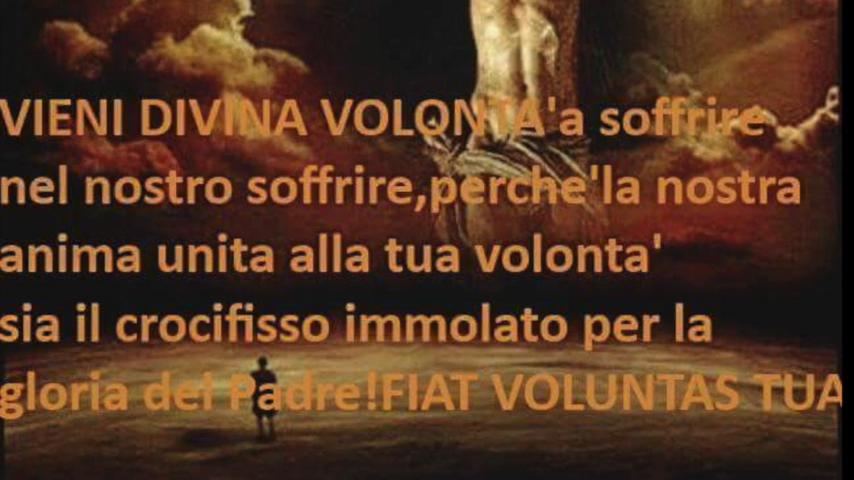 VIENI DIVINA VOLONTA'a soffrire
nel nostro soffrire,perche'la nostra
anima unita alla tua volonta'
sia il crocifisso immolato per la
gloria del Padre!FIAT VOLUNTAS TUA